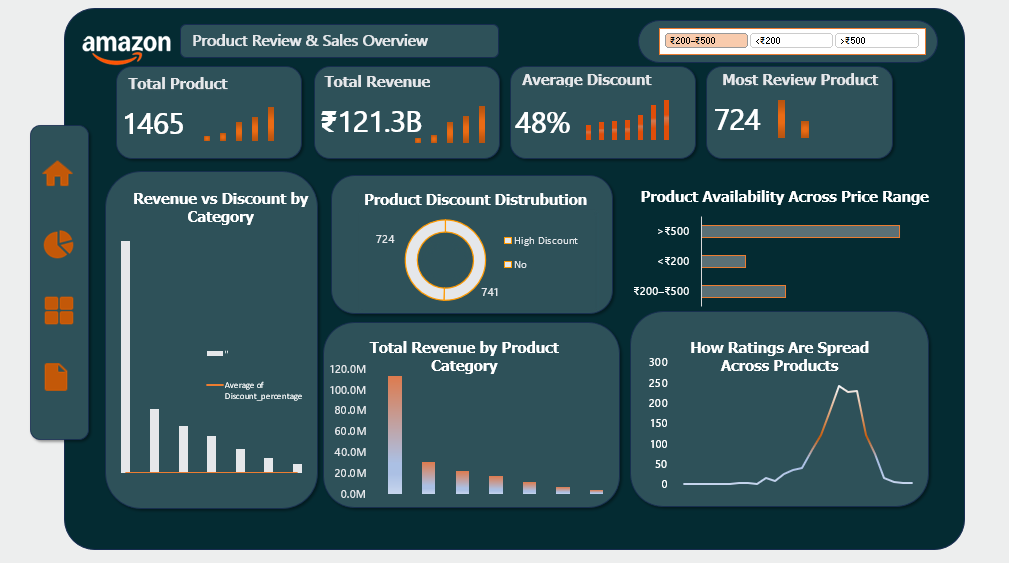 amazon
Product Review & Sales Overview
₹200–₹500
<₹200
>₹500
Total Product
1465
Total Revenue
₹121.3B
Average Discount
48%
Most Review Product
724
Revenue vs Discount by
Category
"
Average of
Discount_percentage
Product Discount Distrubution
724
741
High Discount
No
Product Availability Across Price Range
>₹500
<₹200
₹200–₹500
Total Revenue by Product
Category
120.0M
100.0M
80.0M
60.0M
40.0M
20.0M
0.0M
How Ratings Are Spread
Across Products
300
250
200
150
100
50
0